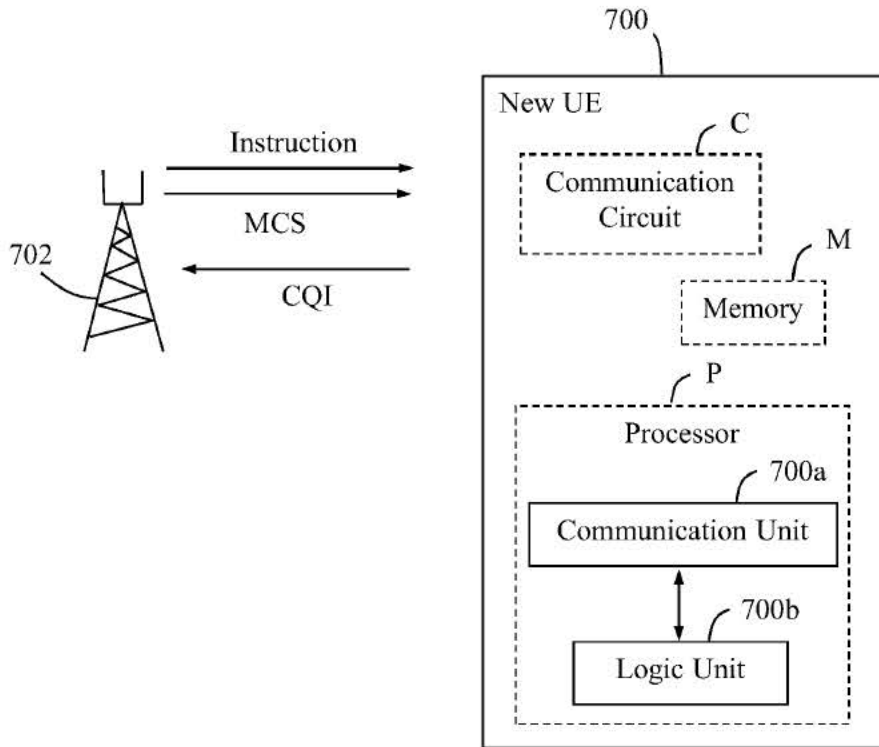 700
New UE
C
Instruction
Communication
Circuit
MCS
M
702
CQI
Memory
P
Processor
700a
Communication Unit
700b
Logic Unit